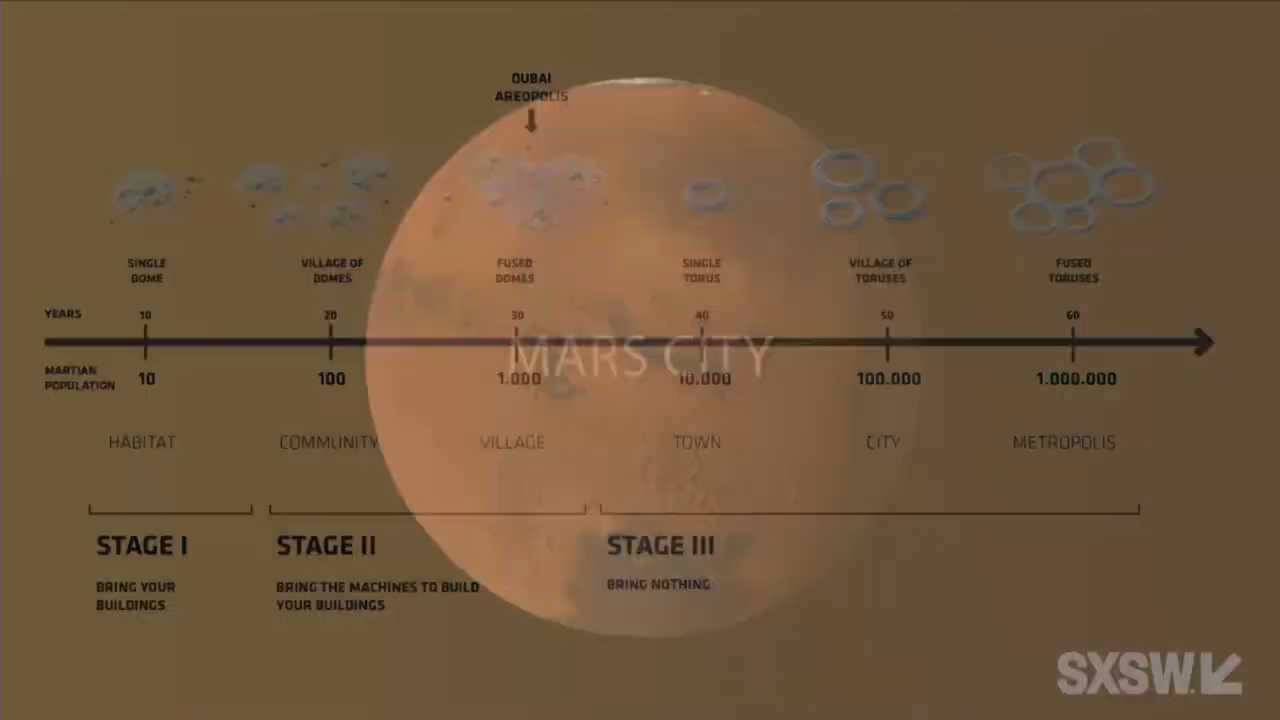 DUBAI
AREOPOLIS
SINGLE
DOME
VILLAGE OF
DOMES
FUSED
DOMES
SINGLE
TORUS
VILLAGE OF
TORUSES
FUSED
TORUSES
YEARS 10 20 30 40 50 60
MARS CITY
MARTIAN
POPULATION 10 100 1.000 10.000 100.000 1.000.000
HABITAT COMMUNITY VILLAGE TOWN CITY METROPOLIS
STAGE I
BRING YOUR
BUILDINGS
STAGE II
BRING THE MACHINES TO BUILD
YOUR BUILDINGS
STAGE III
BRING NOTHING
SXSW.